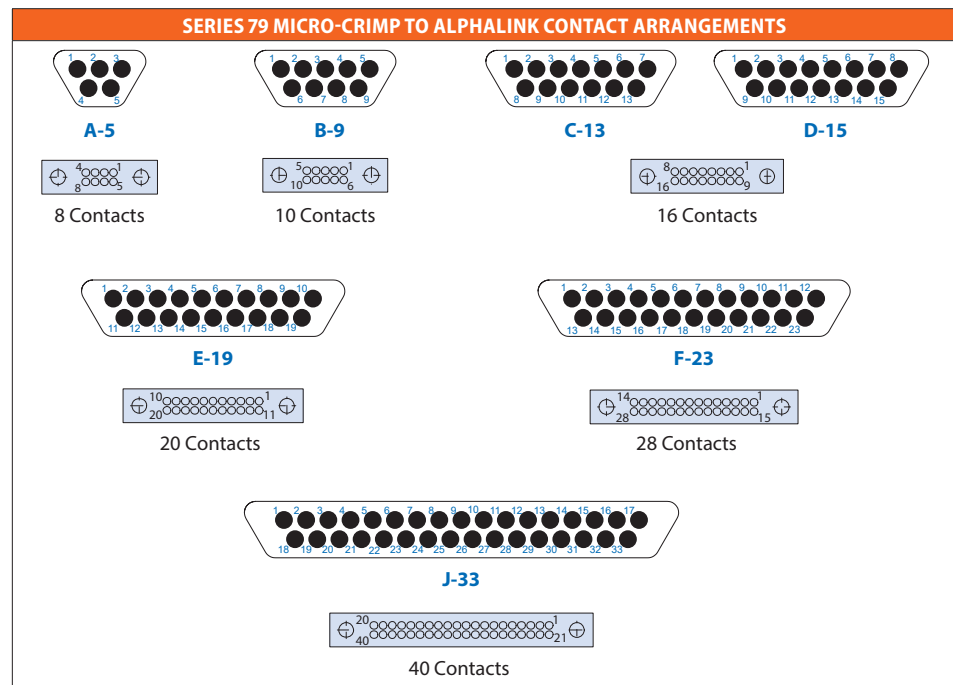 SERIES 79 MICRO-CRIMP TO ALPHALINK CONTACT ARRANGEMENTS
1 2 3
4 5
A-5
1 2 3 4 5
6 7 8 9
B-9
1 2 3 4 5 6 7
8 9 10 11 12 13
C-13
1 2 3 4 5 6 7 8
9 10 11 12 13 14 15
D-15
4 1
8 5
8 Contacts
5 1
10 6
10 Contacts
8 1
16 9
16 Contacts
1 2 3 4 5 6 7 8 9 10
11 12 13 14 15 16 17 18 19
E-19
1 2 3 4 5 6 7 8 9 10 11 12
13 14 15 16 17 18 19 20 21 22 23
F-23
10 1
20 11
20 Contacts
14 1
28 15
28 Contacts
1 2 3 4 5 6 7 8 9 10 11 12 13 14 15 16 17
18 19 20 21 22 23 24 25 26 27 28 29 30 31 32 33
J-33
20 1
40 21
40 Contacts